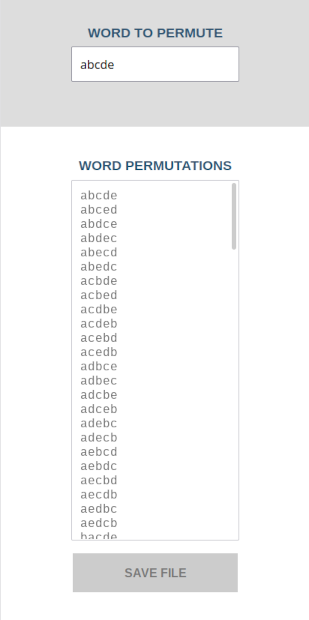 WORD TO PERMUTE
abcde
WORD PERMUTATIONS
abcde
abced
abdce
abdec
abecd
abedc
acbde
acbed
acdbe
acdeb
acebd
acedb
adbce
adbec
adcbe
adceb
adebc
adecb
aebcd
aebdc
aecbd
aecdb
aedbc
aedcb
bacde
SAVE FILE